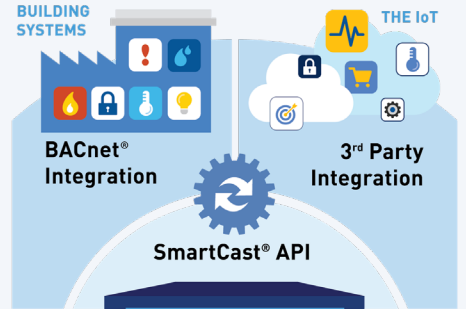 BUILDING
SYSTEMS
THE IoT
BACnet®
Integration
3rd Party
Integration
SmartCast® API